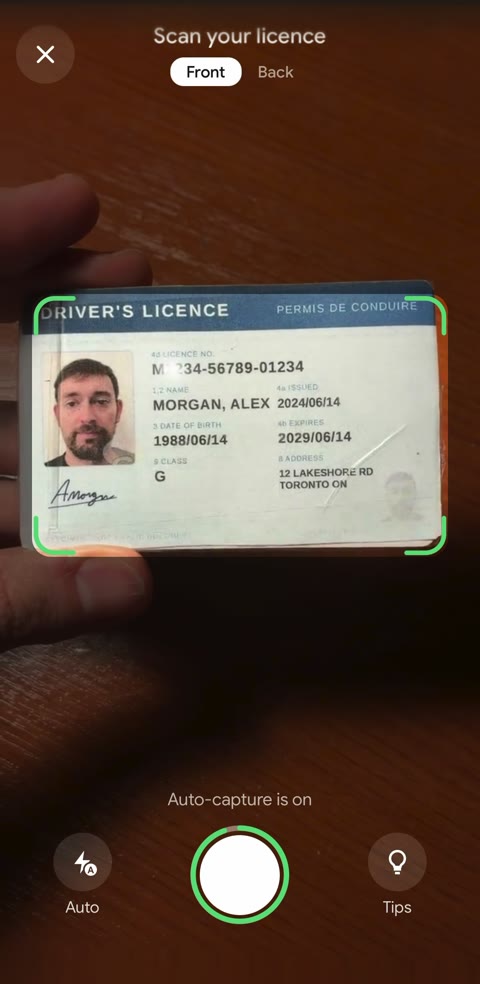 Scan your licence
Front Back
DRIVER'S LICENCE PERMIS DE CONDUIRE
4d LICENCE NO.
234-56789-01234
1,2 NAME 4a ISSUED
MORGAN, ALEX 2024/06/14
3 DATE OF BIRTH 4b EXPIRES
1988/06/14 2029/06/14
9 CLASS 8 ADDRESS
G 12 LAKESHORE RD
TORONTO ON
AMorgan
Auto-capture is on
A
Auto Tips